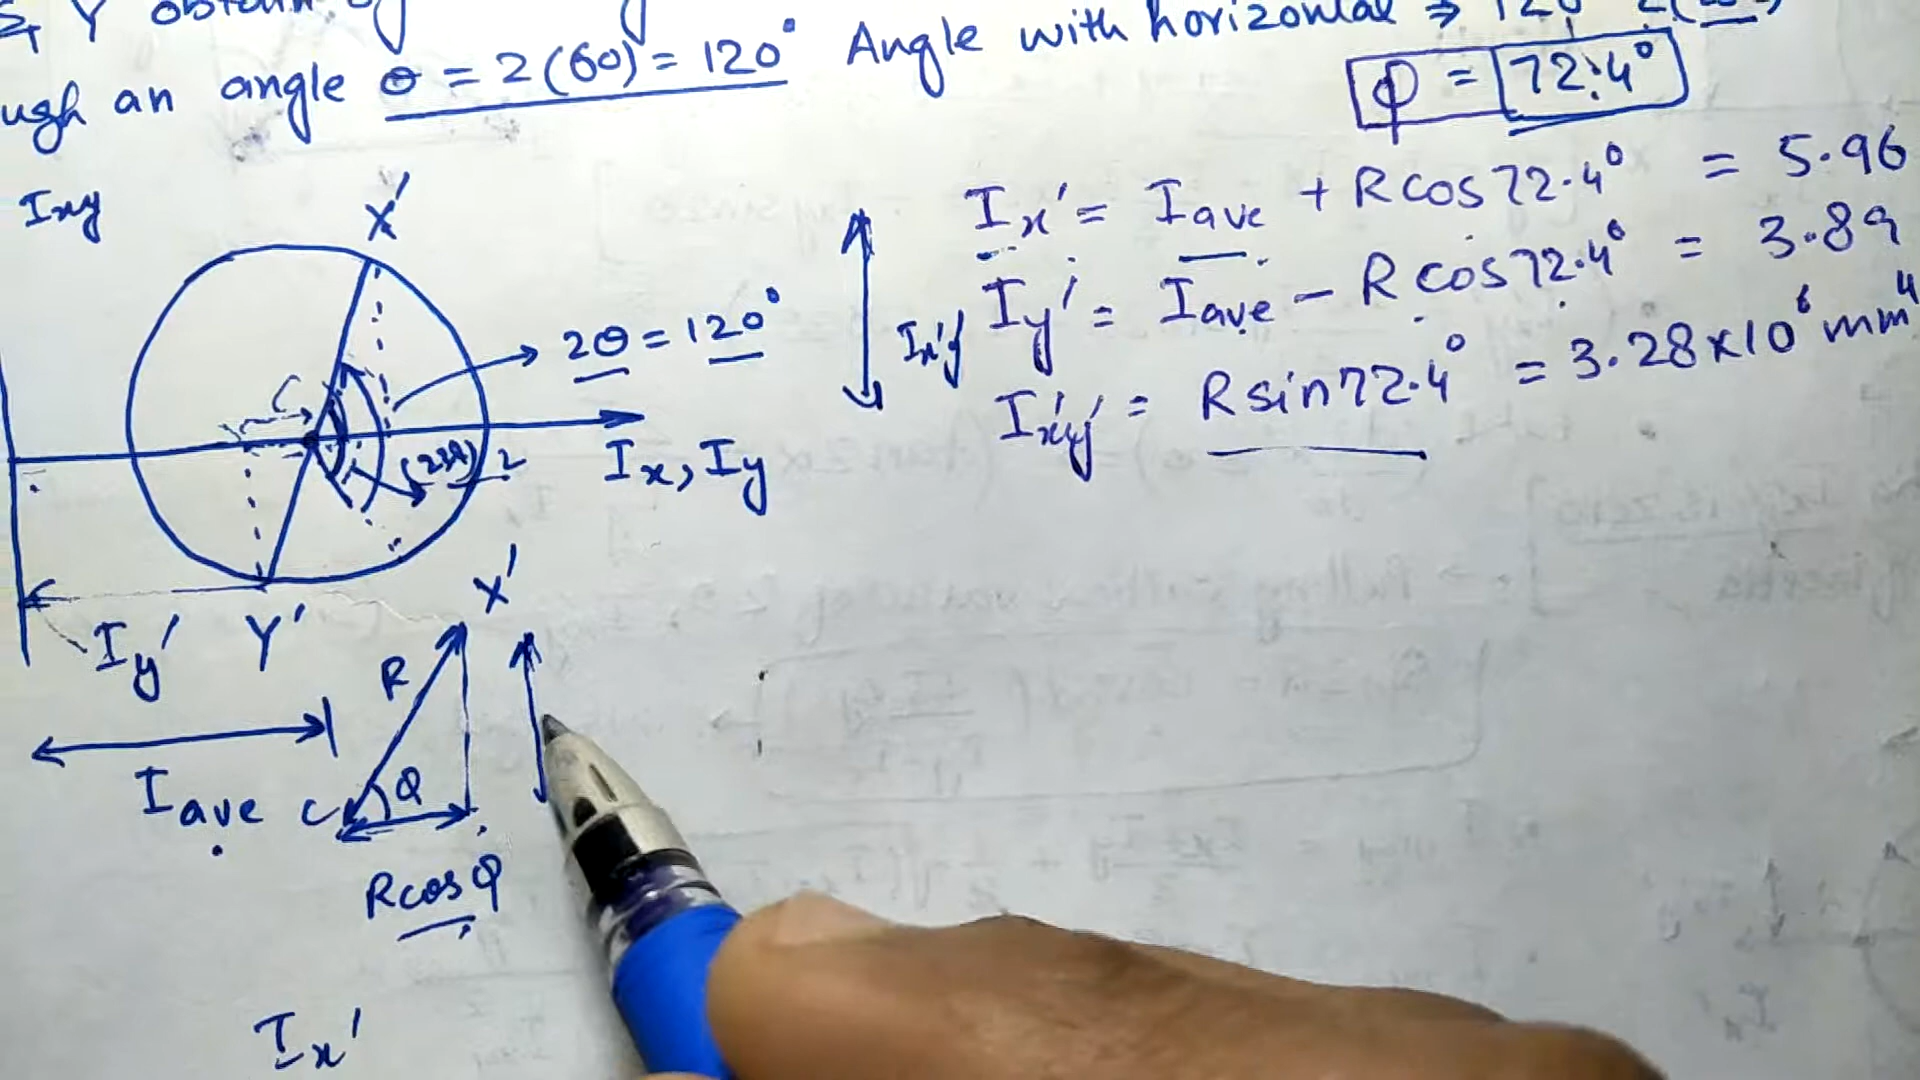 Y
ugh an angle θ = 2(60) = 120° Angle with horizontal ⇒
φ = 72.4°
Ixy
X'
Ix' = Iave + R cos 72.4° = 5.96
Iy' = Iave - R cos 72.4° = 3.89
Ix'y' = R sin 72.4° = 3.28 × 10⁶ mm⁴
2θ = 120°
Ix'y'
C
Ix, Iy
Iy'
Y'
X'
R
Iave
C
φ
R cos φ
Ix'